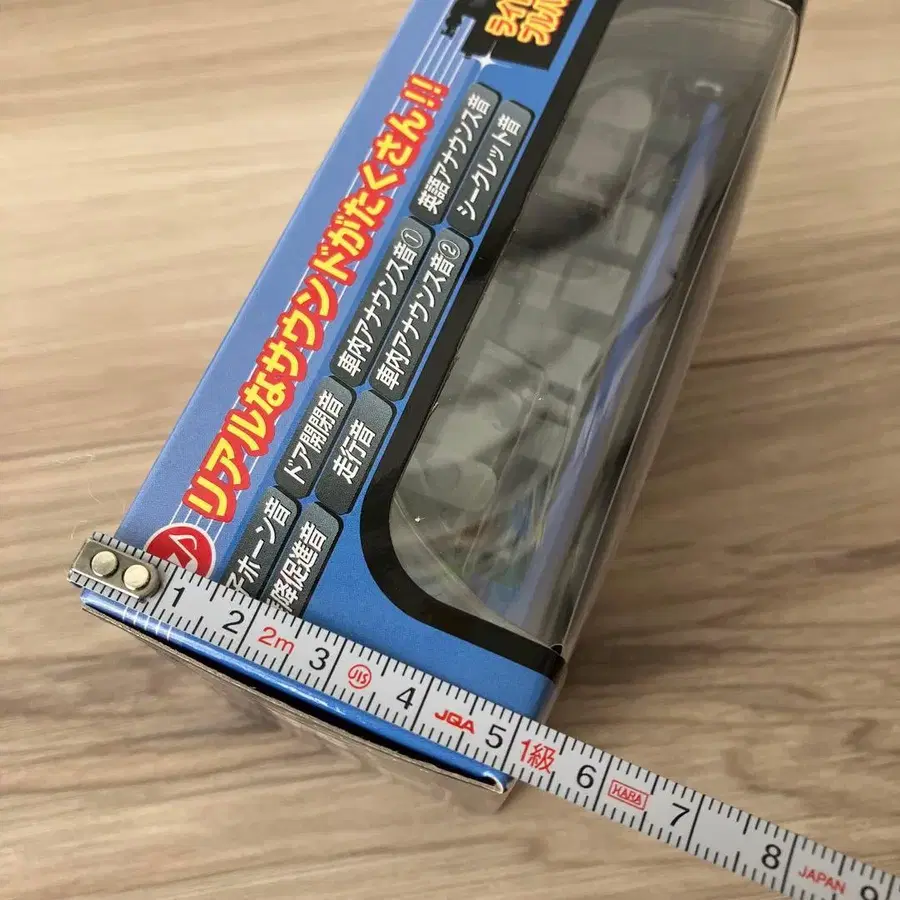 リアルなサウンドがたくさん!!
英語アナウンス音
シークレット音
車内アナウンス音①
車内アナウンス音②
ドア開閉音
走行音
ホーン音
降促進音
1 2 2m 3 JIS 4 JQA 5 1級 6 HARA 7 8 JAPAN 9